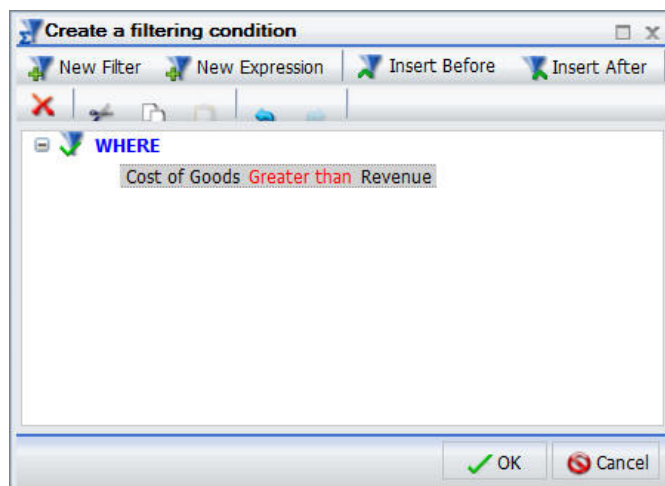 Create a filtering condition
New Filter New Expression Insert Before Insert After
WHERE
Cost of Goods Greater than Revenue
OK Cancel